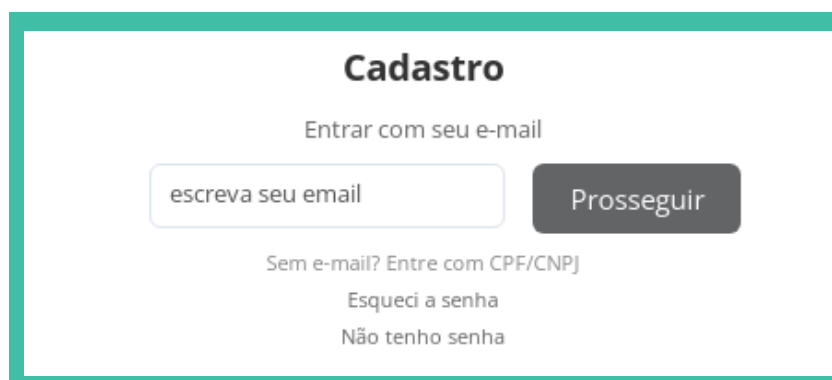 Cadastro
Entrar com seu e-mail
escreva seu email
Prosseguir
Sem e-mail? Entre com CPF/CNPJ
Esqueci a senha
Não tenho senha